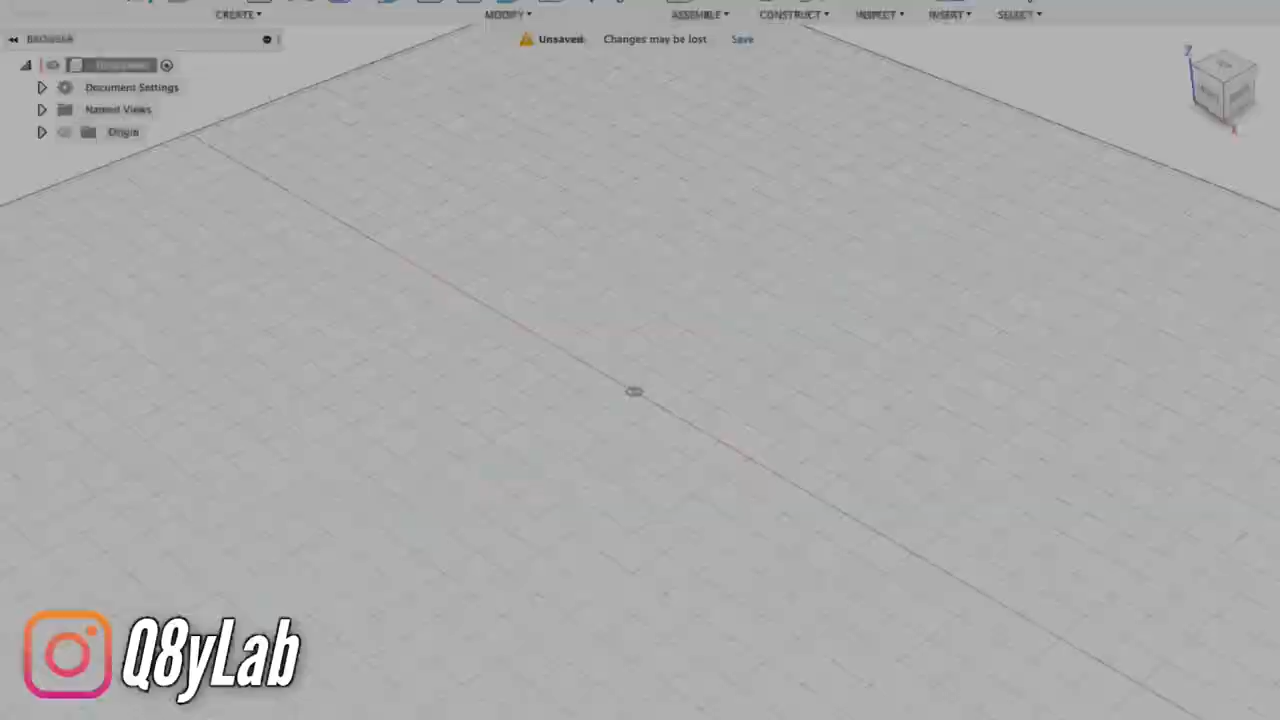 CREATE
MODIFY
ASSEMBLE
CONSTRUCT
INSPECT
INSERT
SELECT
BROWSER
Unsaved: Changes may be lost Save
Document Settings
Named Views
Origin
Z
X
Q8yLab